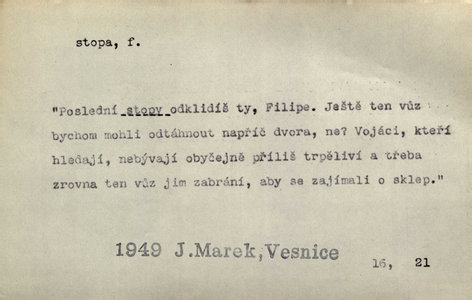 stopa, f.
"Poslední stopy odklidíš ty, Filipe. Ještě ten vůz
bychom mohli odtáhnout napříč dvora, ne? Vojáci, kteří
hledají, nebývají obyčejně příliš trpěliví a třeba
zrovna ten vůz jim zabrání, aby se zajímali o sklep."
1949 J.Marek,Vesnice
16, 21